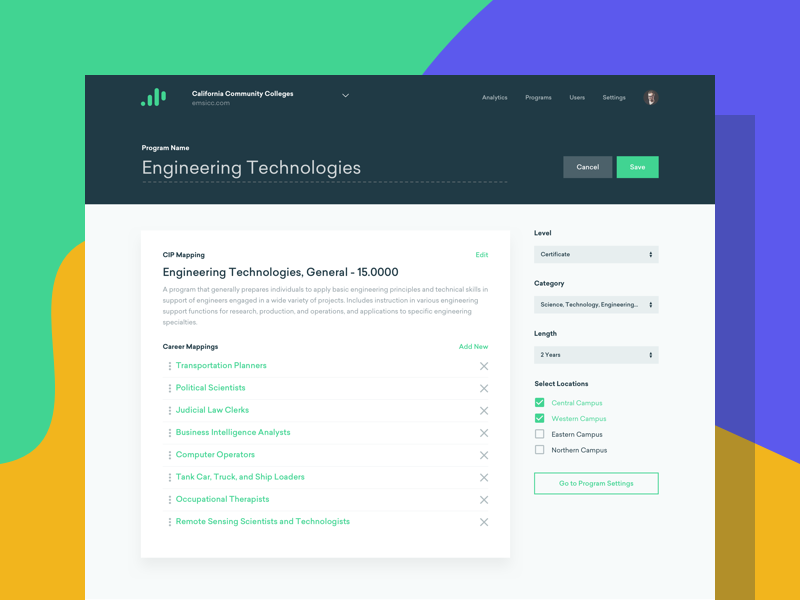 California Community Colleges
emsicc.com
Analytics
Programs
Users
Settings
Program Name
Engineering Technologies
Cancel
Save
CIP Mapping
Edit
Engineering Technologies, General - 15.0000
A program that generally prepares individuals to apply basic engineering principles and technical skills in
support of engineers engaged in a wide variety of projects. Includes instruction in various engineering
support functions for research, production, and operations, and applications to specific engineering
specialties.
Career Mappings
Add New
Transportation Planners
Political Scientists
Judicial Law Clerks
Business Intelligence Analysts
Computer Operators
Tank Car, Truck, and Ship Loaders
Occupational Therapists
Remote Sensing Scientists and Technologists
Level
Certificate
Category
Science, Technology, Engineering...
Length
2 Years
Select Locations
Central Campus
Western Campus
Eastern Campus
Northern Campus
Go to Program Settings